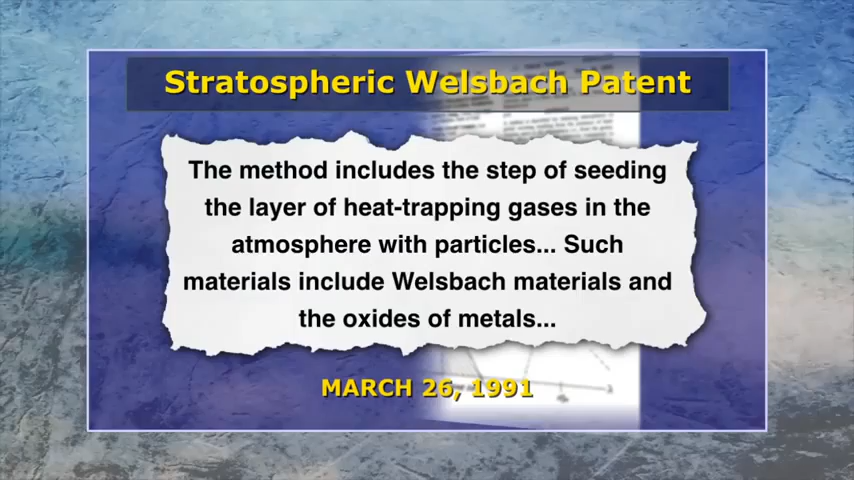 Stratospheric Welsbach Patent
The method includes the step of seeding
the layer of heat-trapping gases in the
atmosphere with particles... Such
materials include Welsbach materials and
the oxides of metals...
MARCH 26, 1991